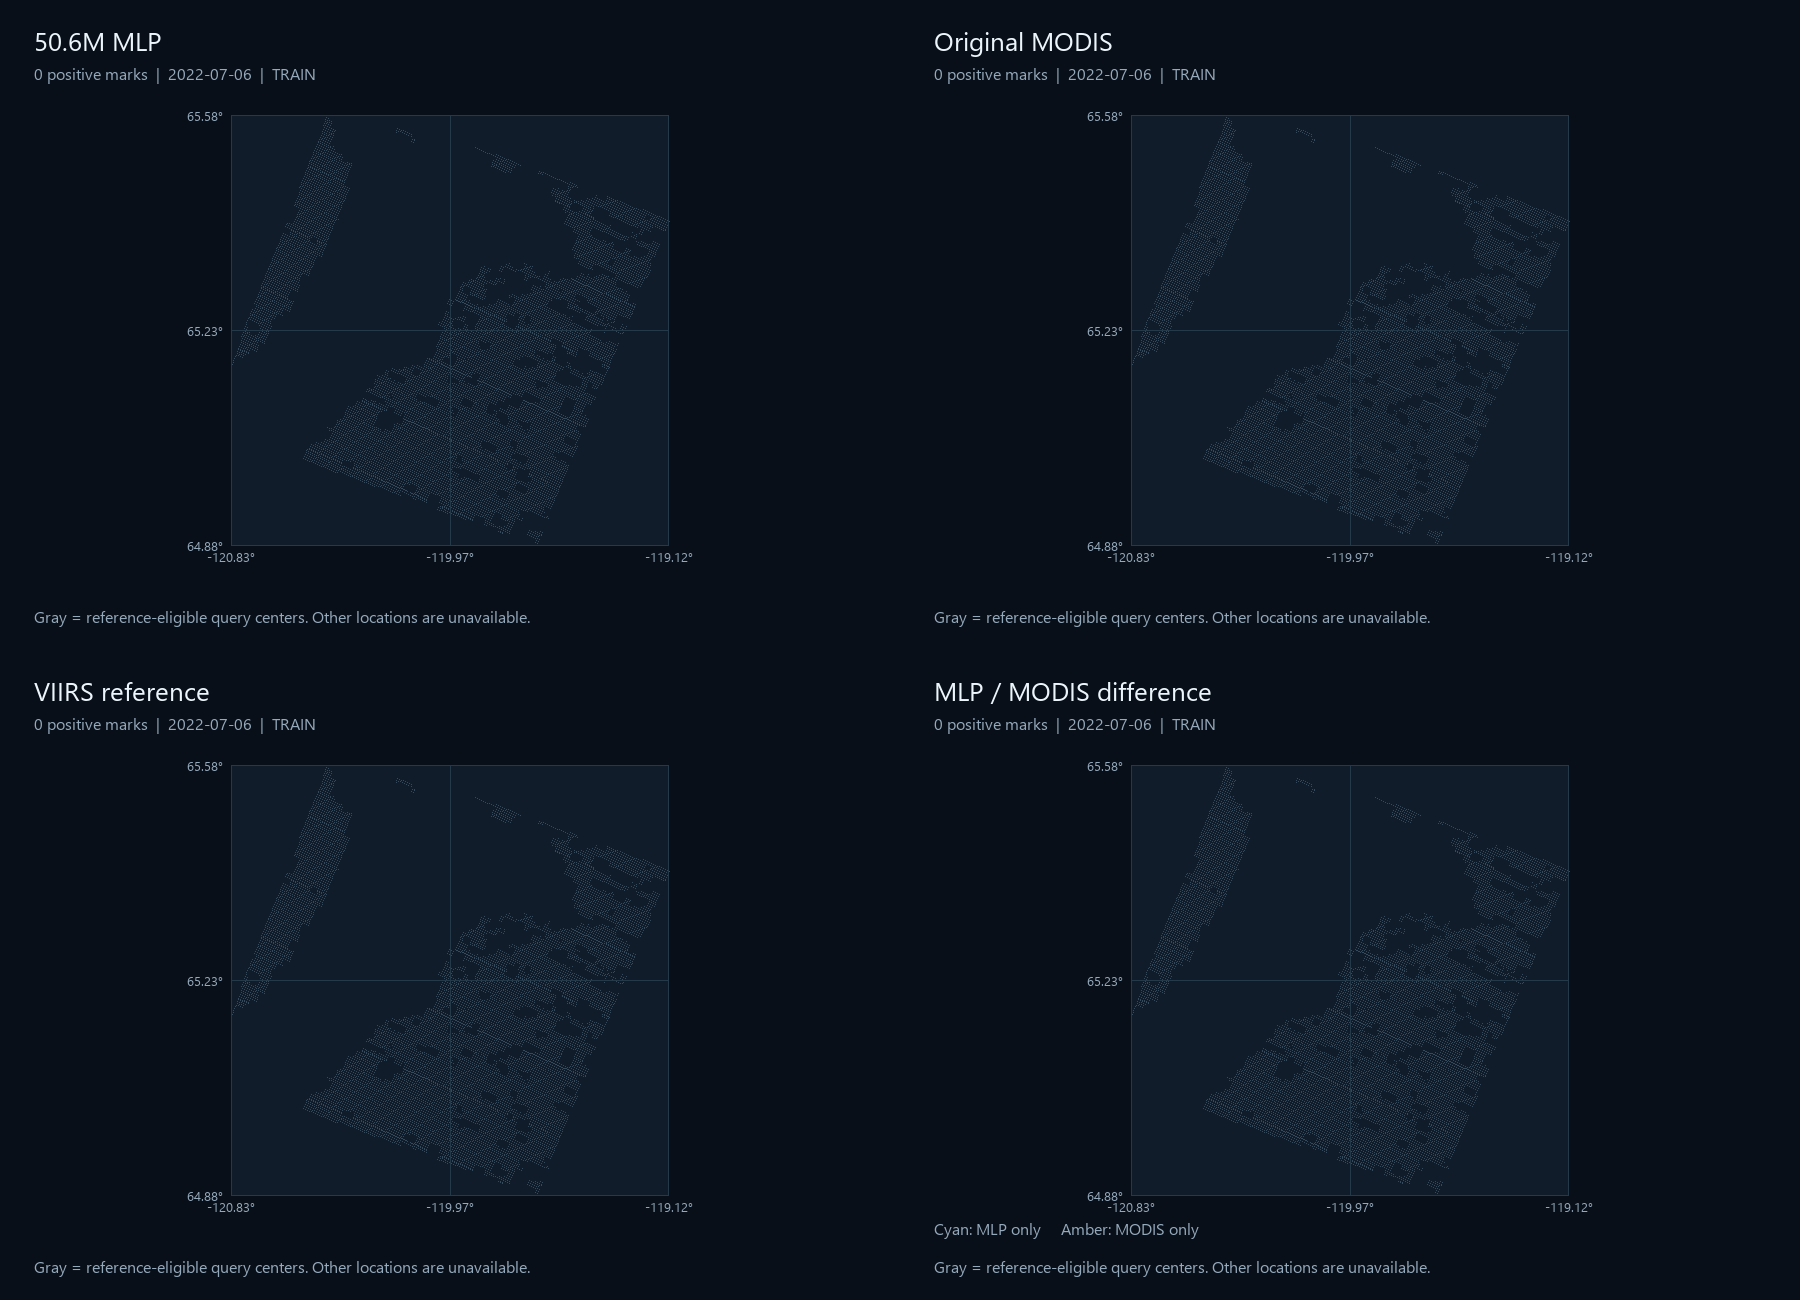 50.6M MLP
0 positive marks | 2022-07-06 | TRAIN
65.58°
65.23°
64.88°
-120.83°
-119.97°
-119.12°
Gray = reference-eligible query centers. Other locations are unavailable.
Original MODIS
0 positive marks | 2022-07-06 | TRAIN
65.58°
65.23°
64.88°
-120.83°
-119.97°
-119.12°
Gray = reference-eligible query centers. Other locations are unavailable.
VIIRS reference
0 positive marks | 2022-07-06 | TRAIN
65.58°
65.23°
64.88°
-120.83°
-119.97°
-119.12°
Gray = reference-eligible query centers. Other locations are unavailable.
MLP / MODIS difference
0 positive marks | 2022-07-06 | TRAIN
65.58°
65.23°
64.88°
-120.83°
-119.97°
-119.12°
Cyan: MLP only Amber: MODIS only
Gray = reference-eligible query centers. Other locations are unavailable.